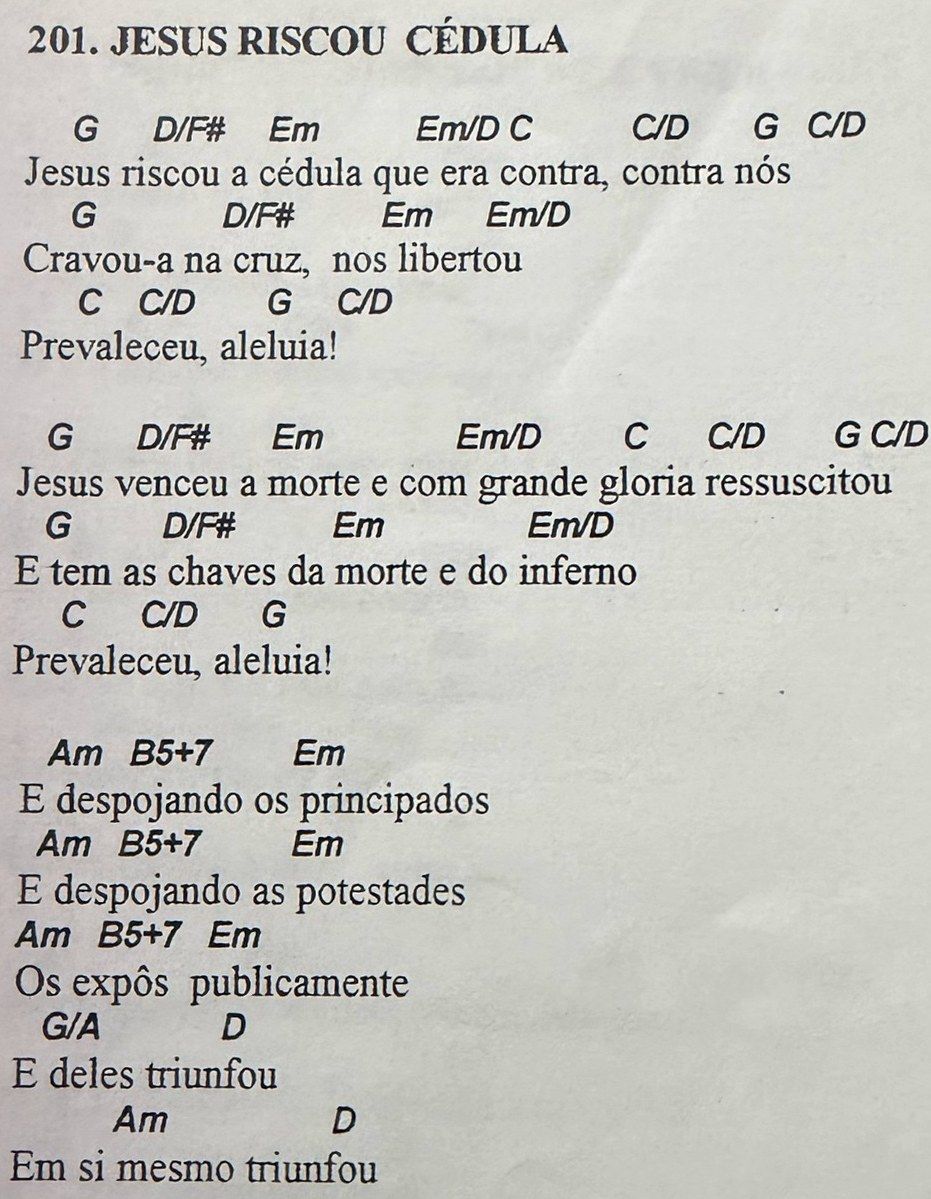 201. JESUS RISCOU CÉDULA
G D/F# Em Em/D C C/D G C/D
Jesus riscou a cédula que era contra, contra nós
G D/F# Em Em/D
Cravou-a na cruz, nos libertou
C C/D G C/D
Prevaleceu, aleluia!
G D/F# Em Em/D C C/D G C/D
Jesus venceu a morte e com grande gloria ressuscitou
G D/F# Em Em/D
E tem as chaves da morte e do inferno
C C/D G
Prevaleceu, aleluia!
Am B5+7 Em
E despojando os principados
Am B5+7 Em
E despojando as potestades
Am B5+7 Em
Os expôs publicamente
G/A D
E deles triunfou
Am D
Em si mesmo triunfou